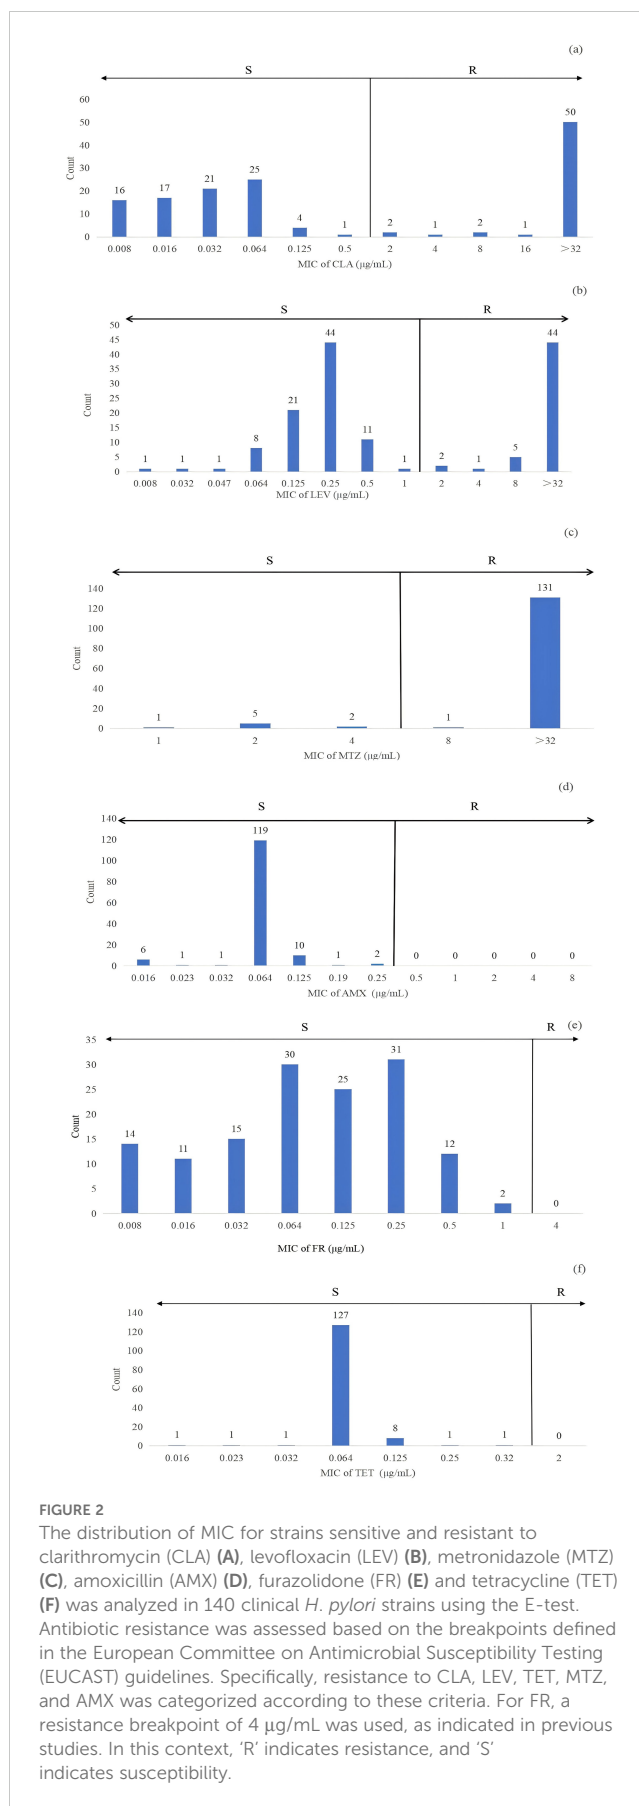 (a)
S R
60
50
40
30
20
10
0
Count
16 17 21 25 4 1 2 1 2 1 50
0.008 0.016 0.032 0.064 0.125 0.5 2 4 8 16 >32
MIC of CLA (μg/mL)
(b)
S R
50
45
40
35
30
25
20
15
10
5
0
Count
1 1 1 8 21 44 11 1 2 1 5 44
0.008 0.032 0.047 0.064 0.125 0.25 0.5 1 2 4 8 >32
MIC of LEV (μg/mL)
(c)
S R
140
120
100
80
60
40
20
0
Count
1 5 2 1 131
1 2 4 8 >32
MIC of MTZ (μg/mL)
(d)
S R
140
120
100
80
60
40
20
0
Count
6 1 1 119 10 1 2 0 0 0 0 0
0.016 0.023 0.032 0.064 0.125 0.19 0.25 0.5 1 2 4 8
MIC of AMX (μg/mL)
S R (e)
35
30
25
20
15
10
5
0
Count
14 11 15 30 25 31 12 2 0
0.008 0.016 0.032 0.064 0.125 0.25 0.5 1 4
MIC of FR (μg/mL)
(f)
S R
140
120
100
80
60
40
20
0
Count
1 1 1 127 8 1 1 0
0.016 0.023 0.032 0.064 0.125 0.25 0.32 2
MIC of TET (μg/mL)
FIGURE 2
The distribution of MIC for strains sensitive and resistant to
clarithromycin (CLA) (A), levofloxacin (LEV) (B), metronidazole (MTZ)
(C), amoxicillin (AMX) (D), furazolidone (FR) (E) and tetracycline (TET)
(F) was analyzed in 140 clinical H. pylori strains using the E-test.
Antibiotic resistance was assessed based on the breakpoints defined
in the European Committee on Antimicrobial Susceptibility Testing
(EUCAST) guidelines. Specifically, resistance to CLA, LEV, TET, MTZ,
and AMX was categorized according to these criteria. For FR, a
resistance breakpoint of 4 μg/mL was used, as indicated in previous
studies. In this context, ‘R’ indicates resistance, and ‘S’
indicates susceptibility.